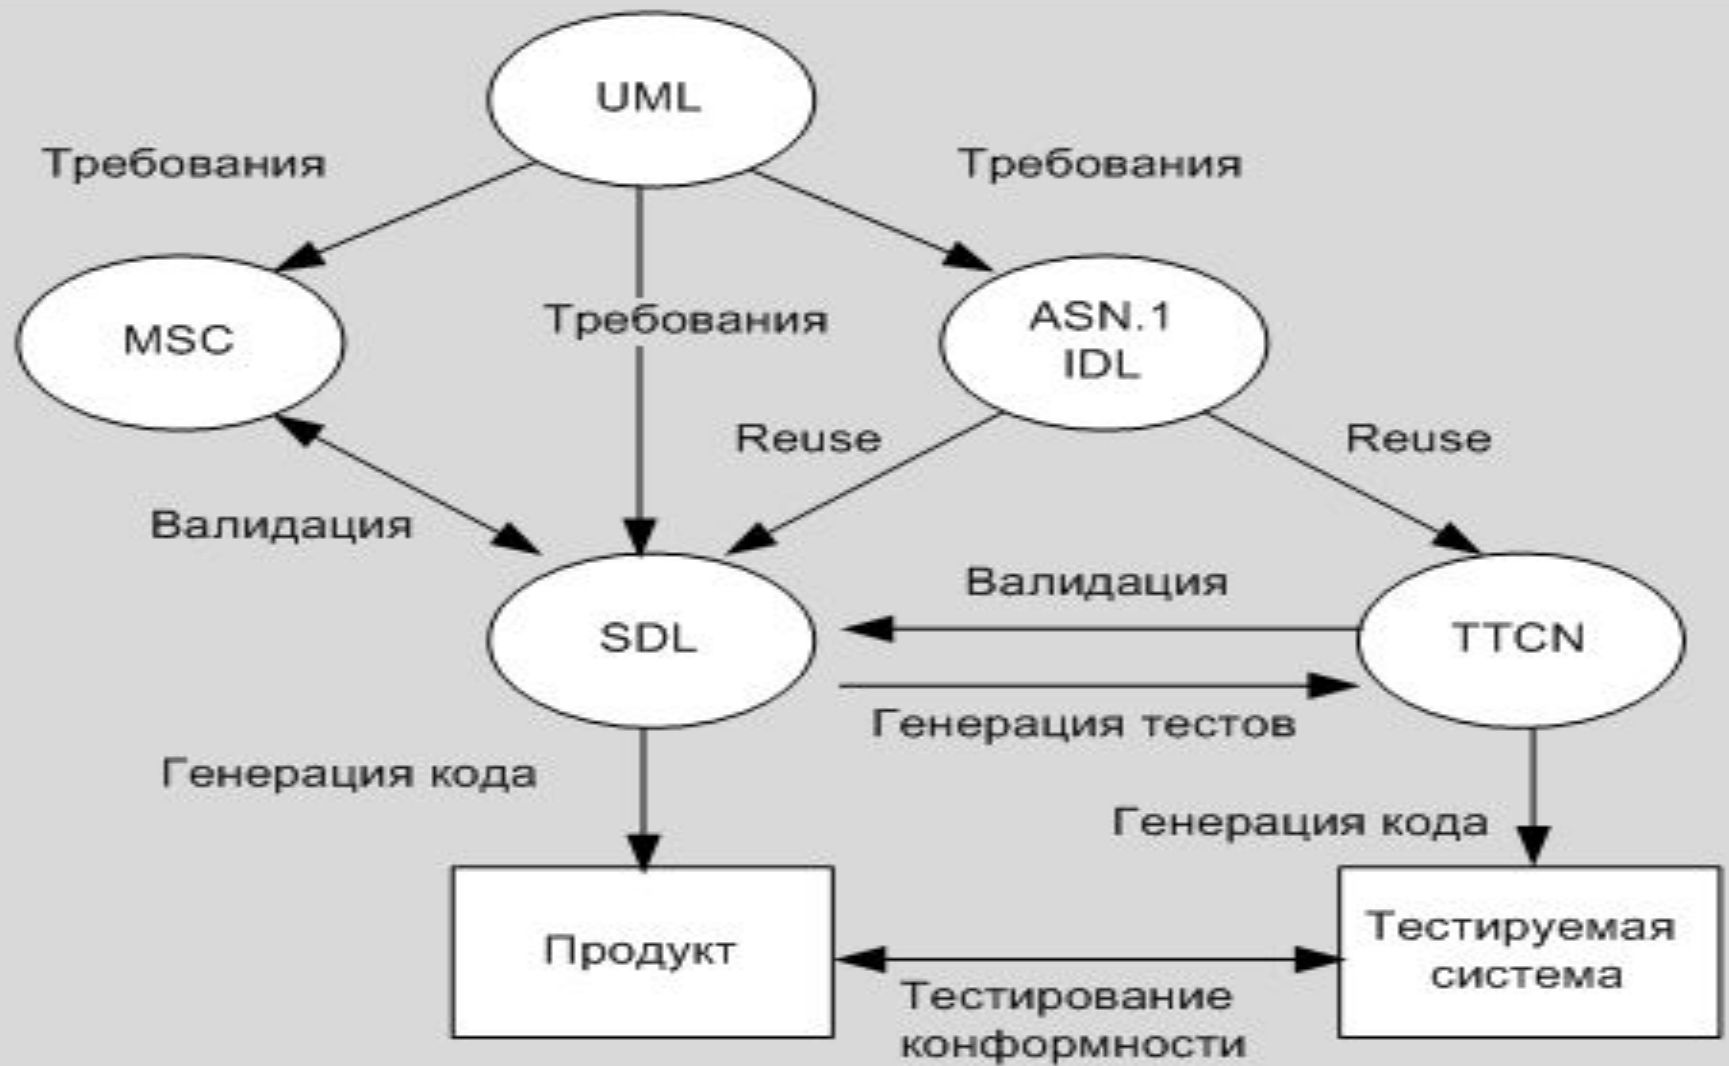 UML
Требования
Требования
MSC
Требования
ASN.1
IDL
Reuse
Reuse
Валидация
Валидация
SDL
TTCN
Генерация тестов
Генерация кода
Генерация кода
Продукт
Тестируемая
система
Тестирование
конформности